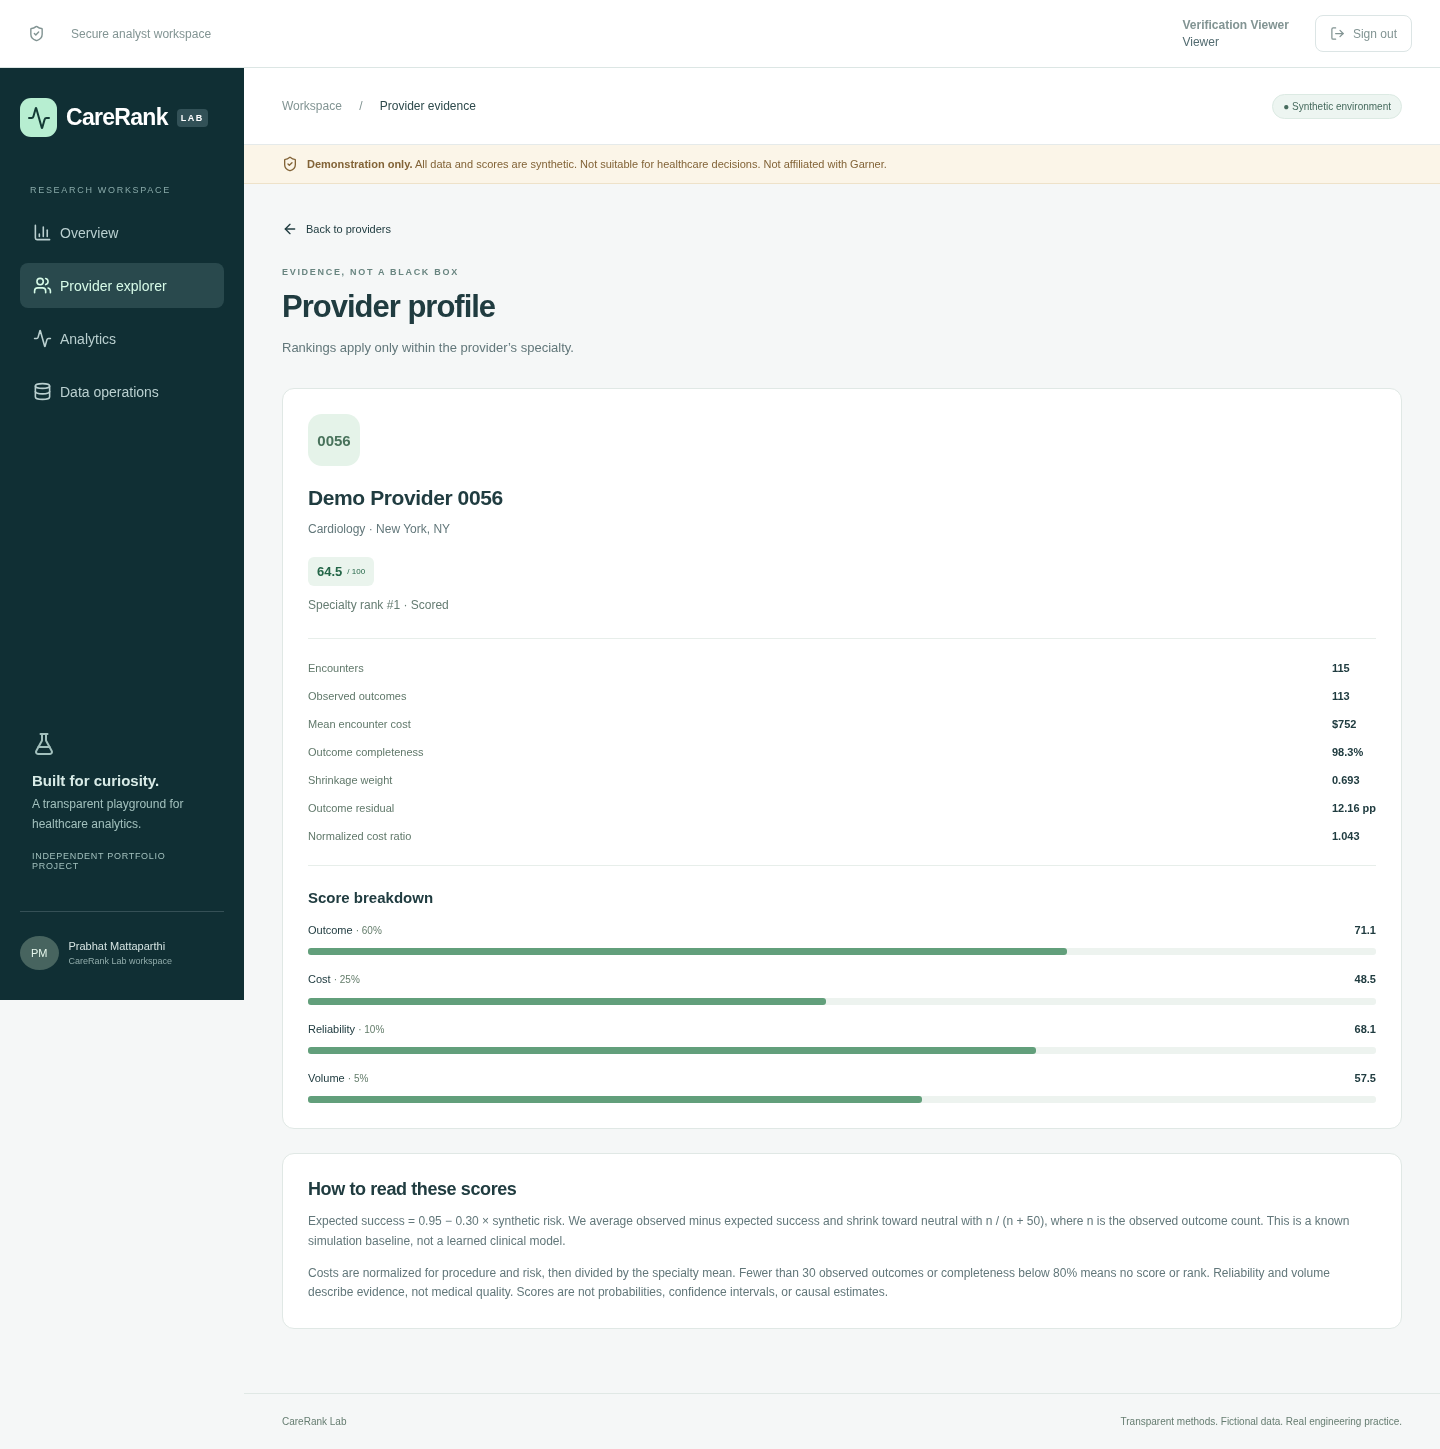 Secure analyst workspace
Verification Viewer
Viewer
Sign out
CareRank LAB
RESEARCH WORKSPACE
Overview
Provider explorer
Analytics
Data operations
Built for curiosity.
A transparent playground for
healthcare analytics.
INDEPENDENT PORTFOLIO
PROJECT
PM
Prabhat Mattaparthi
CareRank Lab workspace
Workspace / Provider evidence
● Synthetic environment
Demonstration only. All data and scores are synthetic. Not suitable for healthcare decisions. Not affiliated with Garner.
Back to providers
EVIDENCE, NOT A BLACK BOX
Provider profile
Rankings apply only within the provider’s specialty.
0056
Demo Provider 0056
Cardiology · New York, NY
64.5 / 100
Specialty rank #1 · Scored
Encounters 115
Observed outcomes 113
Mean encounter cost $752
Outcome completeness 98.3%
Shrinkage weight 0.693
Outcome residual 12.16 pp
Normalized cost ratio 1.043
Score breakdown
Outcome · 60% 71.1
Cost · 25% 48.5
Reliability · 10% 68.1
Volume · 5% 57.5
How to read these scores
Expected success = 0.95 − 0.30 × synthetic risk. We average observed minus expected success and shrink toward neutral with n / (n + 50), where n is the observed outcome count. This is a known
simulation baseline, not a learned clinical model.
Costs are normalized for procedure and risk, then divided by the specialty mean. Fewer than 30 observed outcomes or completeness below 80% means no score or rank. Reliability and volume
describe evidence, not medical quality. Scores are not probabilities, confidence intervals, or causal estimates.
CareRank Lab
Transparent methods. Fictional data. Real engineering practice.